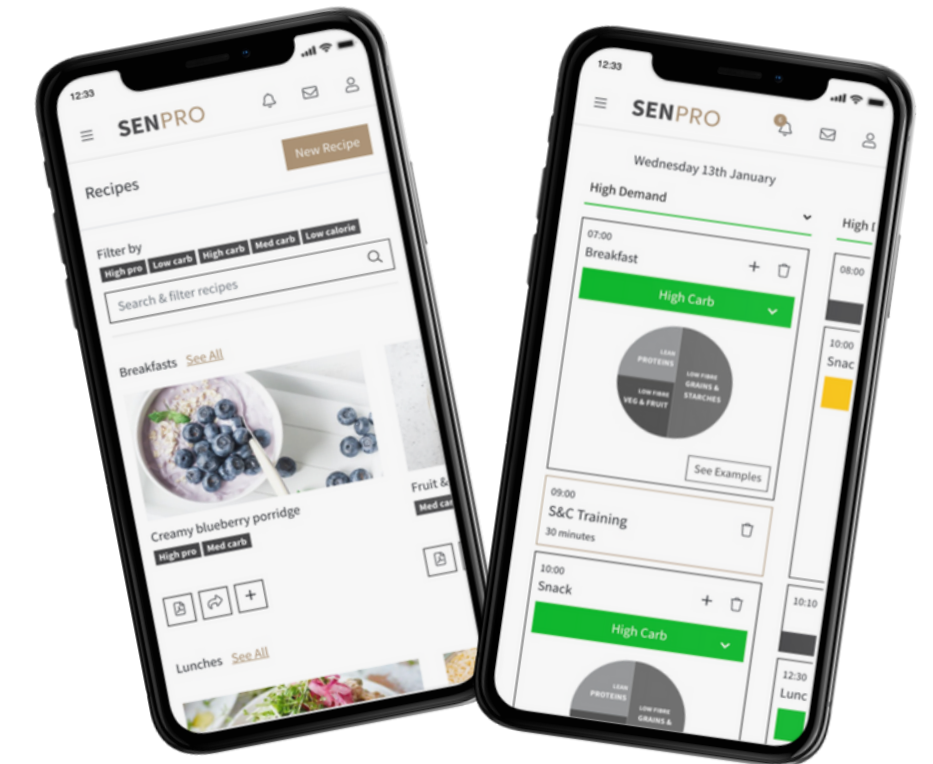 12:33
SENPRO
New Recipe
Recipes
Filter by
High pro Low carb High carb Med carb Low calorie
Search & filter recipes
Breakfasts See All
Creamy blueberry porridge
High pro Med carb
Fruit &
Med ca
Lunches See All
12:33
SENPRO
Wednesday 13th January
High Demand
07:00
Breakfast
High Carb
LEAN
PROTEINS
LOW FIBRE
GRAINS &
STARCHES
LOW FIBRE
VEG & FRUIT
See Examples
09:00
S&C Training
30 minutes
10:00
Snack
High Carb
LEAN
PROTEINS
LOW FIBRE
GRAINS &
High
08:00
10:00
Snac
10:10
12:30
Lunc